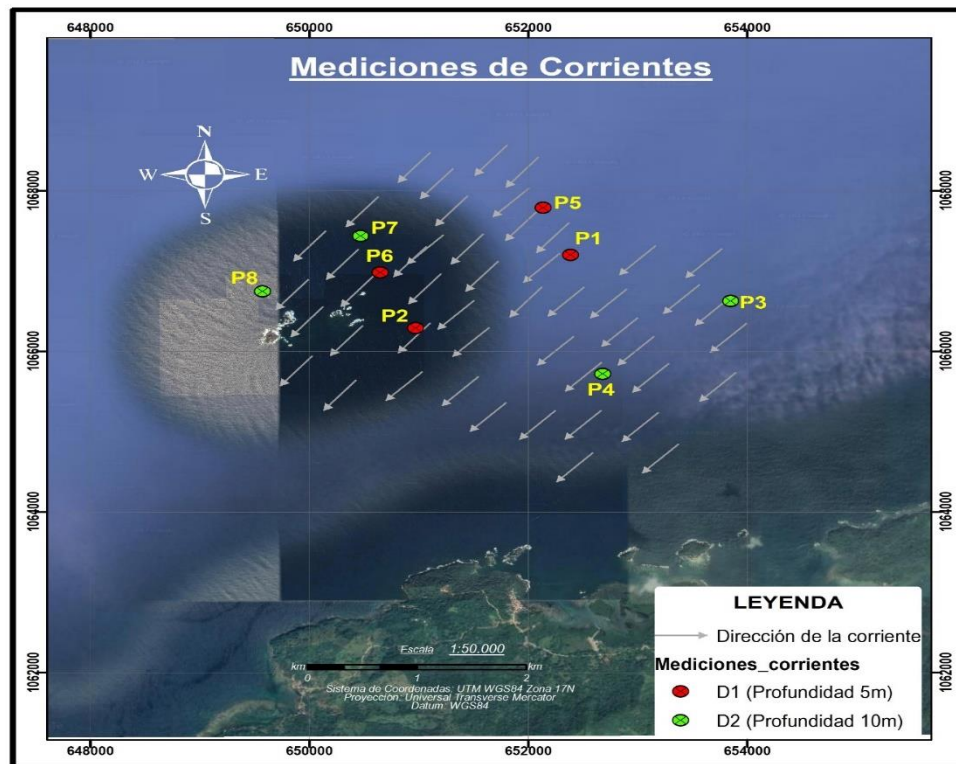 648000 650000 652000 654000
Mediciones de Corrientes
N
W E
S
1068000 1068000
P5
P7
P1
P6
P8
P3
P2
1066000 1066000
P4
1064000 1064000
LEYENDA
Dirección de la corriente
Mediciones_corrientes
D1 (Profundidad 5m)
D2 (Profundidad 10m)
Escala 1:50.000
km km
0 1 2
Sistema de Coordenadas: UTM WGS84 Zona 17N
Proyección: Universal Transverse Mercator
Datum: WGS84
1062000 1062000
648000 650000 652000 654000